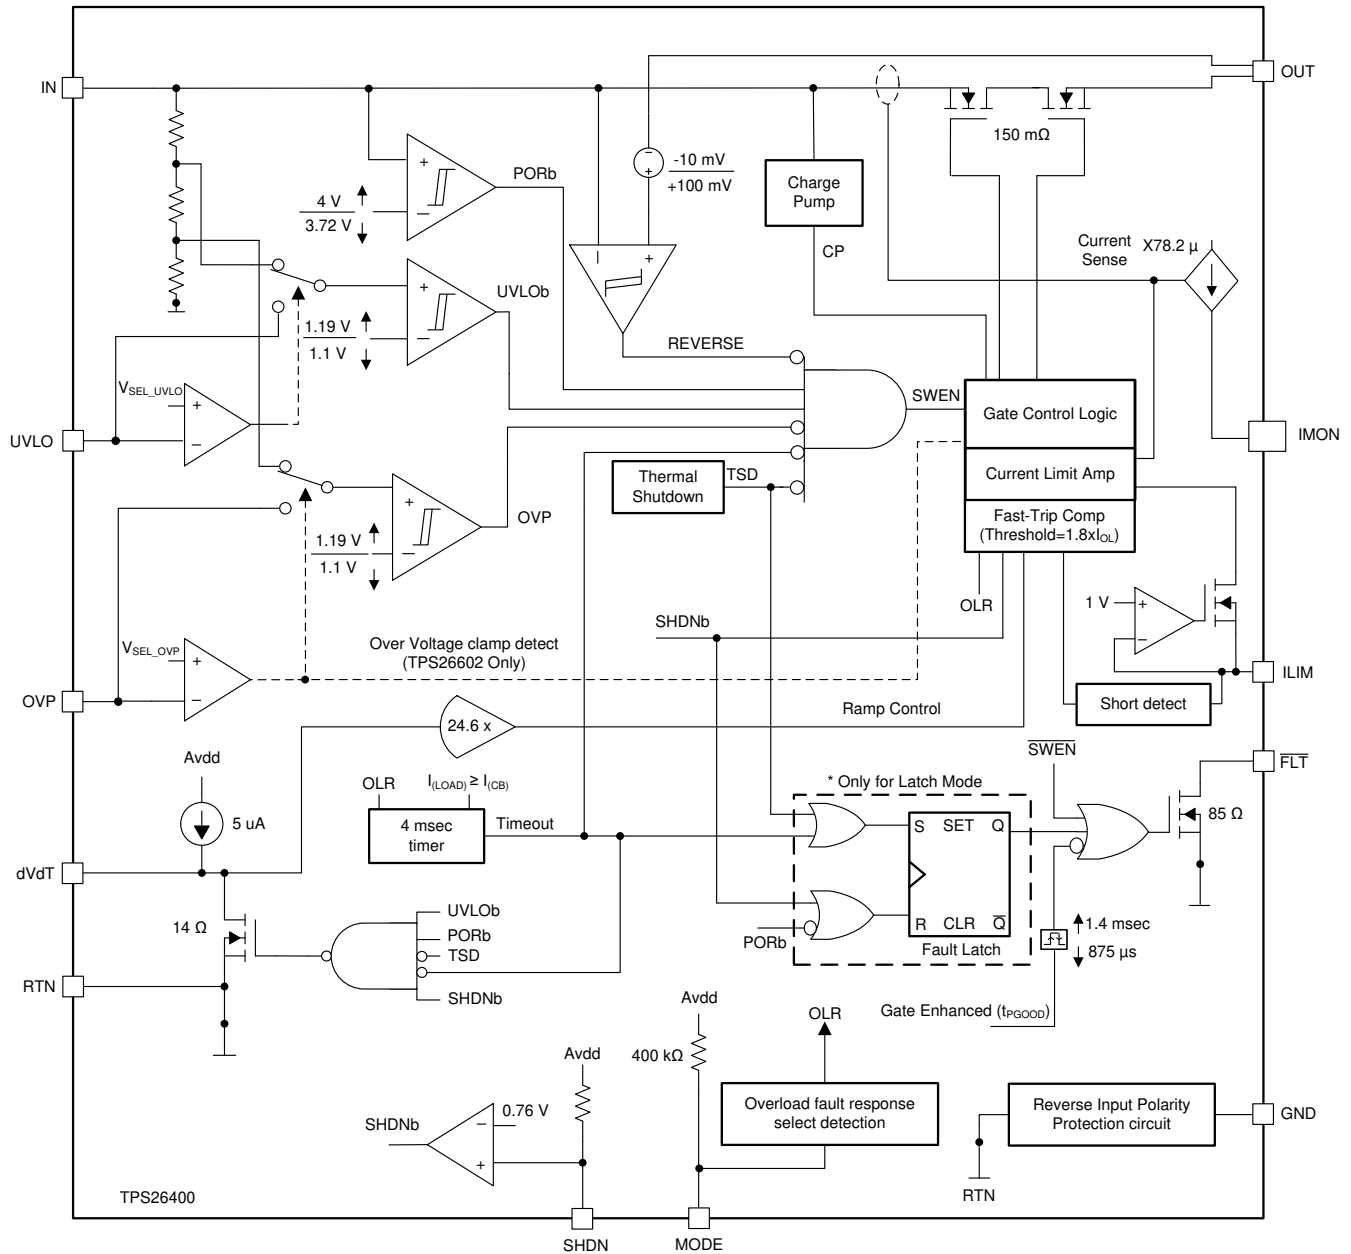 IN
OUT
150 mΩ
PORb
-10 mV
+100 mV
Charge
Pump
4 V
3.72 V
CP
Current
Sense
X78.2 µ
UVLOb
1.19 V
1.1 V
REVERSE
V_SEL_UVLO
SWEN
Gate Control Logic
UVLO
IMON
Thermal
Shutdown
TSD
Current Limit Amp
OVP
Fast-Trip Comp
(Threshold=1.8xI_OL)
1.19 V
1.1 V
OLR
1 V
SHDNb
V_SEL_OVP
Over Voltage clamp detect
(TPS26602 Only)
OVP
ILIM
Short detect
Ramp Control
24.6 x
SWEN
FLT
Avdd
OLR
I_(LOAD) ≥ I_(CB)
* Only for Latch Mode
5 uA
4 msec
timer
Timeout
S SET Q
85 Ω
dVdT
14 Ω
UVLOb
PORb
TSD
SHDNb
PORb
R CLR Q
Fault Latch
1.4 msec
875 µs
RTN
Avdd
OLR
Gate Enhanced (t_PGOOD)
Avdd
400 kΩ
0.76 V
SHDNb
Overload fault response
select detection
Reverse Input Polarity
Protection circuit
GND
RTN
TPS26400
SHDN
MODE
+
−
+
−
−
+
−
+
+
−
+
−
+
−
+
−
−
+